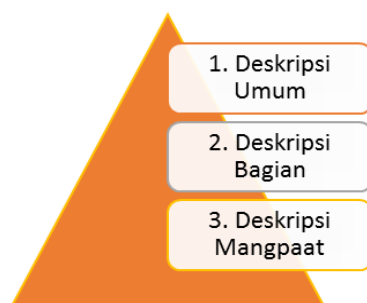 1. Deskripsi
Umum
2. Deskripsi
Bagian
3. Deskripsi
Mangpaat